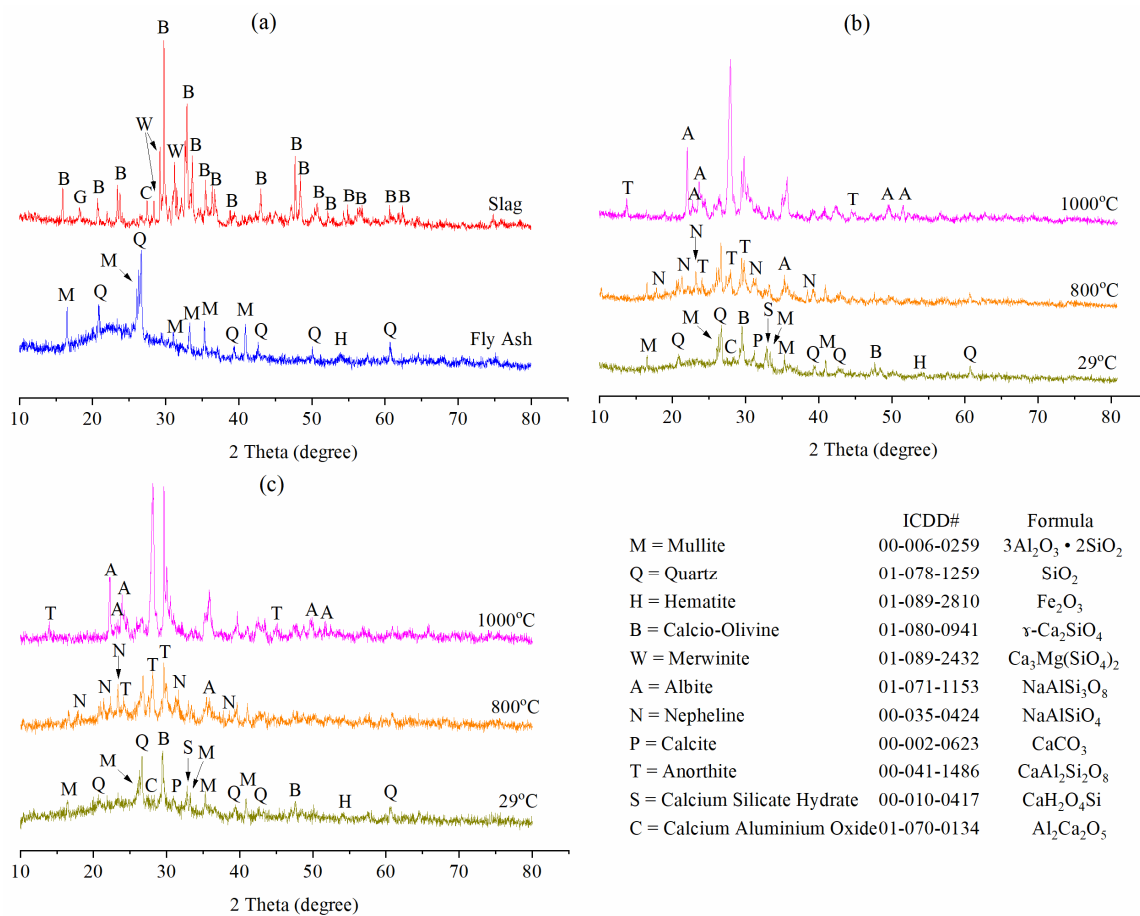 (a)
B
B
W
W
B
B
B
B
B
G
B
B
C
B
B
B
B
B
B
B
B
B
B B
Slag
Q
M
M
Q
M
M
M
M
Q
Q
Q
H
Q
Fly Ash
10 20 30 40 50 60 70 80
2 Theta (degree)
(b)
A
A
T
A
T
A A
1000°C
N
N
N
T
T
T
N
A
N
800°C
S
M
Q
B
M
M
Q
C
P
M
Q
M
Q
B
H
Q
29°C
10 20 30 40 50 60 70 80
2 Theta (degree)
(c)
A
A
A
T
T
A
A
1000°C
N
T
T
N
N
T
N
A
N
800°C
S
Q
B
M
M
M
Q
C
P
M
Q
M
Q
B
H
Q
29°C
10 20 30 40 50 60 70 80
2 Theta (degree)
ICDD# Formula
M = Mullite 00-006-0259 3Al₂O₃ • 2SiO₂
Q = Quartz 01-078-1259 SiO₂
H = Hematite 01-089-2810 Fe₂O₃
B = Calcio-Olivine 01-080-0941 ɤ-Ca₂SiO₄
W = Merwinite 01-089-2432 Ca₃Mg(SiO₄)₂
A = Albite 01-071-1153 NaAlSi₃O₈
N = Nepheline 00-035-0424 NaAlSiO₄
P = Calcite 00-002-0623 CaCO₃
T = Anorthite 00-041-1486 CaAl₂Si₂O₈
S = Calcium Silicate Hydrate 00-010-0417 CaH₂O₄Si
C = Calcium Aluminium Oxide 01-070-0134 Al₂Ca₂O₅